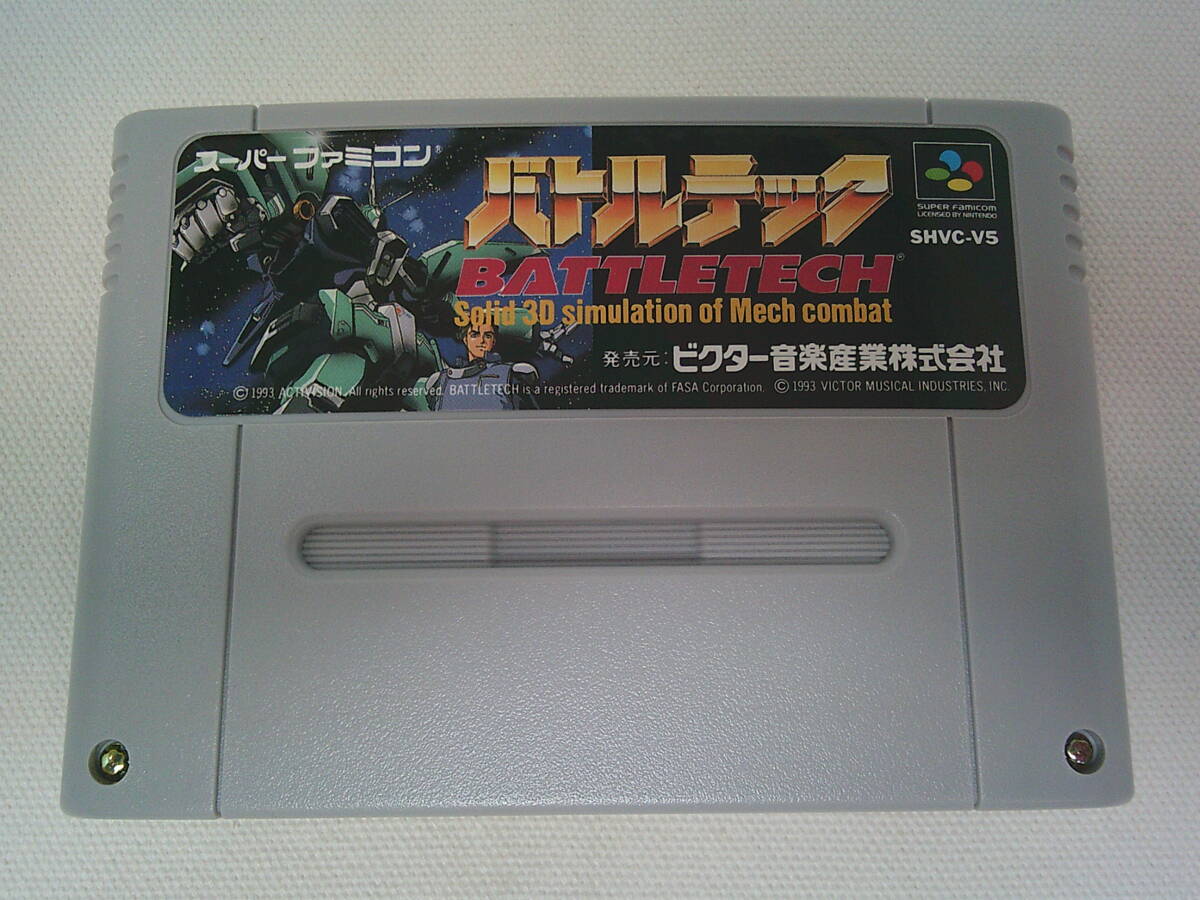 スーパーファミコン®
バトルテック
BATTLETECH®
Solid 3D simulation of Mech combat
SUPER FAMICOM
LICENSED BY NINTENDO
SHVC-V5
発売元:ビクター音楽産業株式会社
©1993 ACTIVISION. All rights reserved. BATTLETECH is a registered trademark of FASA Corporation. ©1993 VICTOR MUSICAL INDUSTRIES, INC.